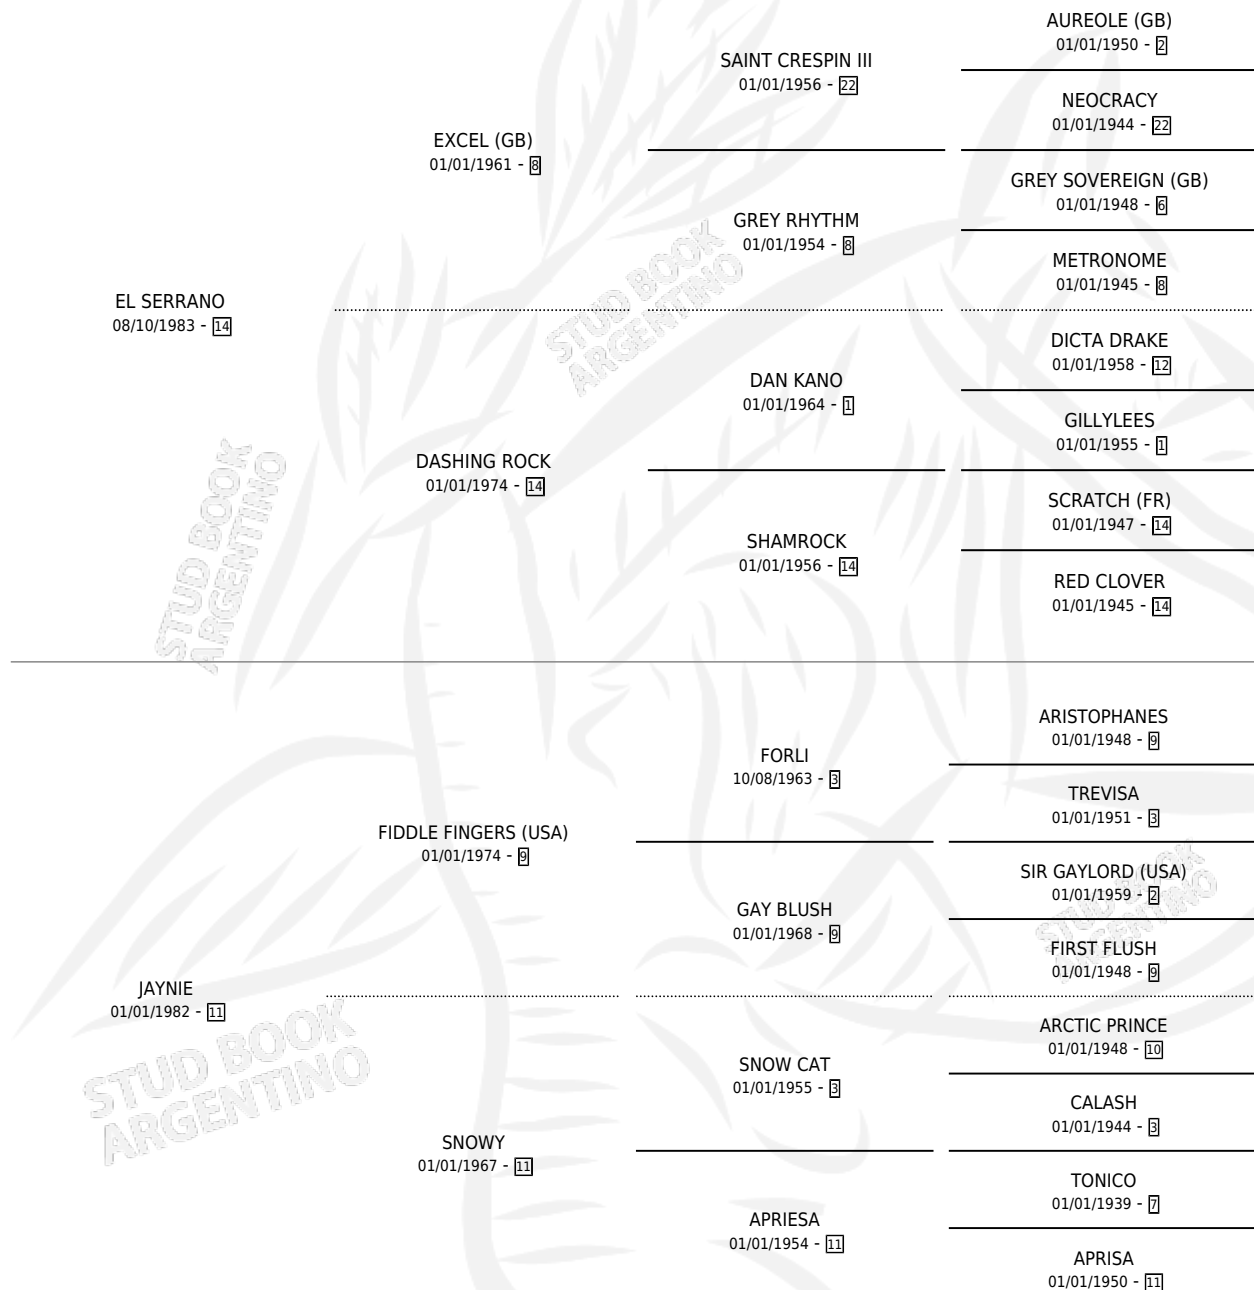 AUREOLE (GB)
01/01/1950 - 2
SAINT CRESPIN III
01/01/1956 - 22
NEOCRACY
01/01/1944 - 22
EXCEL (GB)
01/01/1961 - 8
GREY SOVEREIGN (GB)
01/01/1948 - 6
GREY RHYTHM
01/01/1954 - 8
METRONOME
01/01/1945 - 8
EL SERRANO
08/10/1983 - 14
DICTA DRAKE
01/01/1958 - 12
DAN KANO
01/01/1964 - 1
GILLYLEES
01/01/1955 - 1
DASHING ROCK
01/01/1974 - 14
SCRATCH (FR)
01/01/1947 - 14
SHAMROCK
01/01/1956 - 14
RED CLOVER
01/01/1945 - 14
ARISTOPHANES
01/01/1948 - 9
FORLI
10/08/1963 - 3
TREVISA
01/01/1951 - 3
FIDDLE FINGERS (USA)
01/01/1974 - 9
SIR GAYLORD (USA)
01/01/1959 - 2
GAY BLUSH
01/01/1968 - 9
FIRST FLUSH
01/01/1948 - 9
JAYNIE
01/01/1982 - 11
ARCTIC PRINCE
01/01/1948 - 10
SNOW CAT
01/01/1955 - 3
CALASH
01/01/1944 - 3
SNOWY
01/01/1967 - 11
TONICO
01/01/1939 - 7
APRIESA
01/01/1954 - 11
APRISA
01/01/1950 - 11
STUD BOOK
ARGENTINO
STUD BOOK
ARGENTINO
STUD BOOK
ARGENTINO
STUD BOOK
ARGENTINO